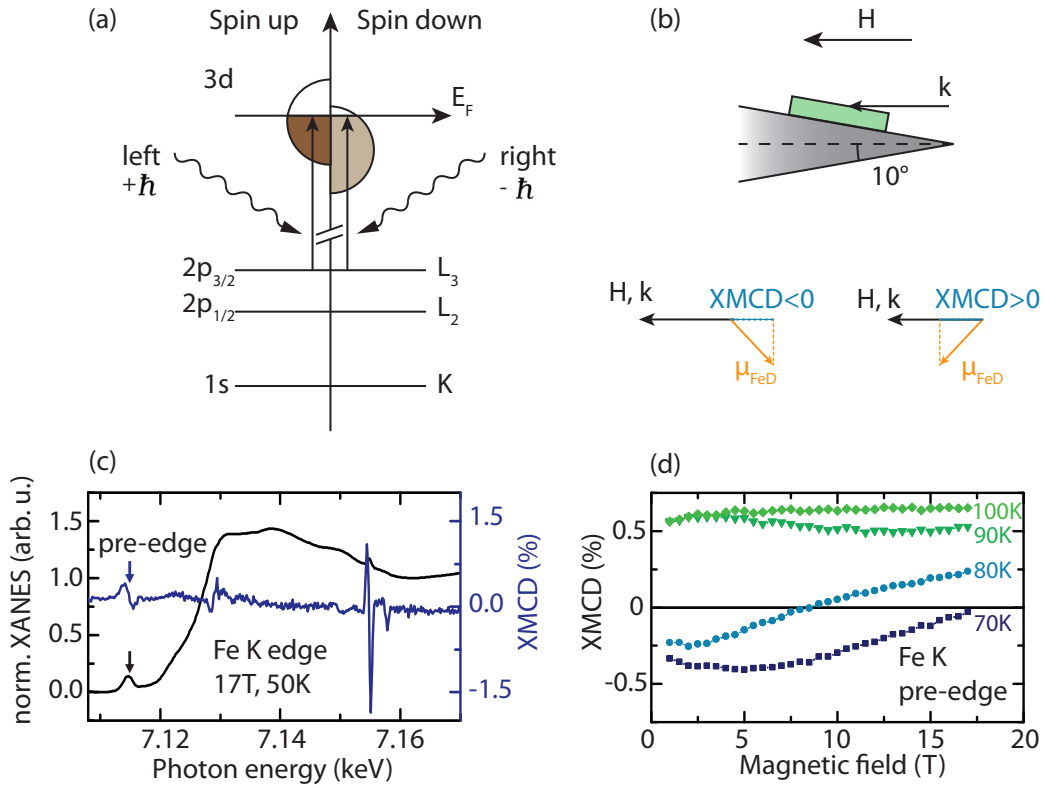 (a)
Spin up
Spin down
3d
E_F
left
+ħ
right
- ħ
2p_3/2
L_3
2p_1/2
L_2
1s
K
(b)
H
k
10°
H, k
XMCD<0
μ_FeD
H, k
XMCD>0
μ_FeD
(c)
norm. XANES (arb. u.)
1.5
1.0
0.75
0.0
pre-edge
Fe K edge
17T, 50K
1.5
0.0
-1.5
XMCD (%)
7.12
7.14
7.16
Photon energy (keV)
(d)
XMCD (%)
0.5
0
-0.5
100K
90K
80K
70K
Fe K
pre-edge
0
5
10
15
20
Magnetic field (T)